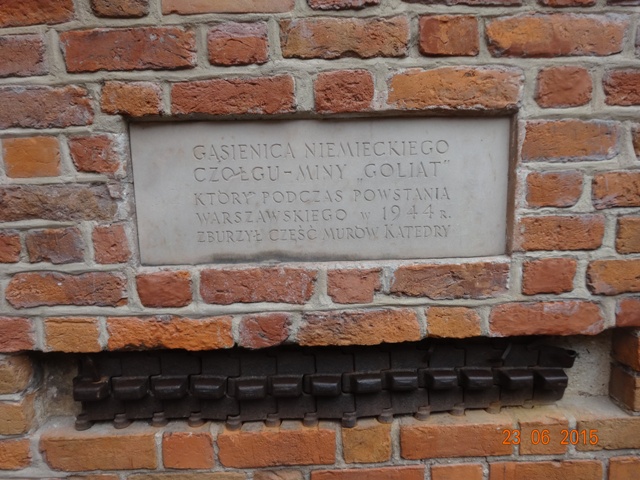 GĄSIENICA NIEMIECKIEGO
CZOŁGU-MINY „GOLIAT"
KTÓRY PODCZAS POWSTANIA
WARSZAWSKIEGO W 1944 R.
ZBURZYŁ CZĘŚĆ MURÓW KATEDRY
23 06 2015